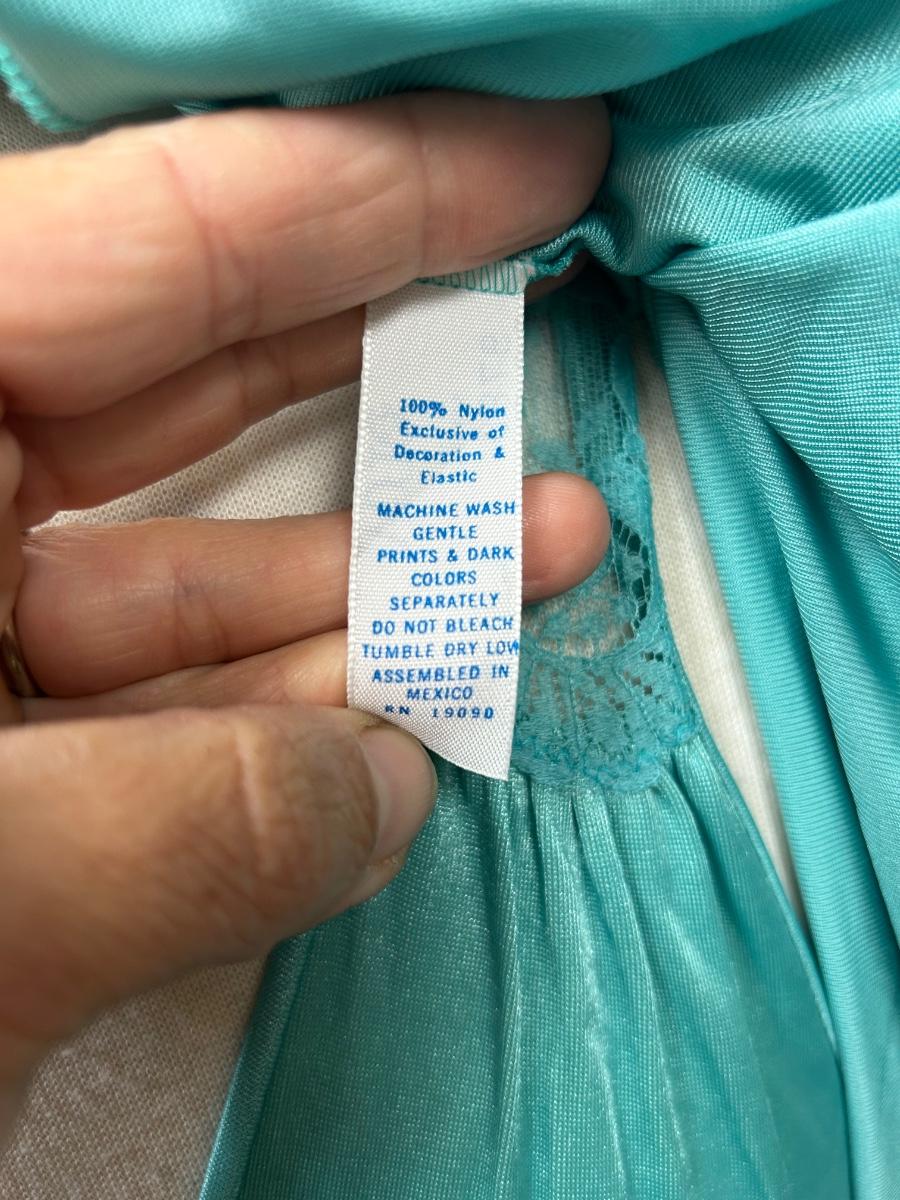 100% Nylon
Exclusive of
Decoration &
Elastic
MACHINE WASH
GENTLE
PRINTS & DARK
COLORS
SEPARATELY
DO NOT BLEACH
TUMBLE DRY LOW
ASSEMBLED IN
MEXICO
RN 19090